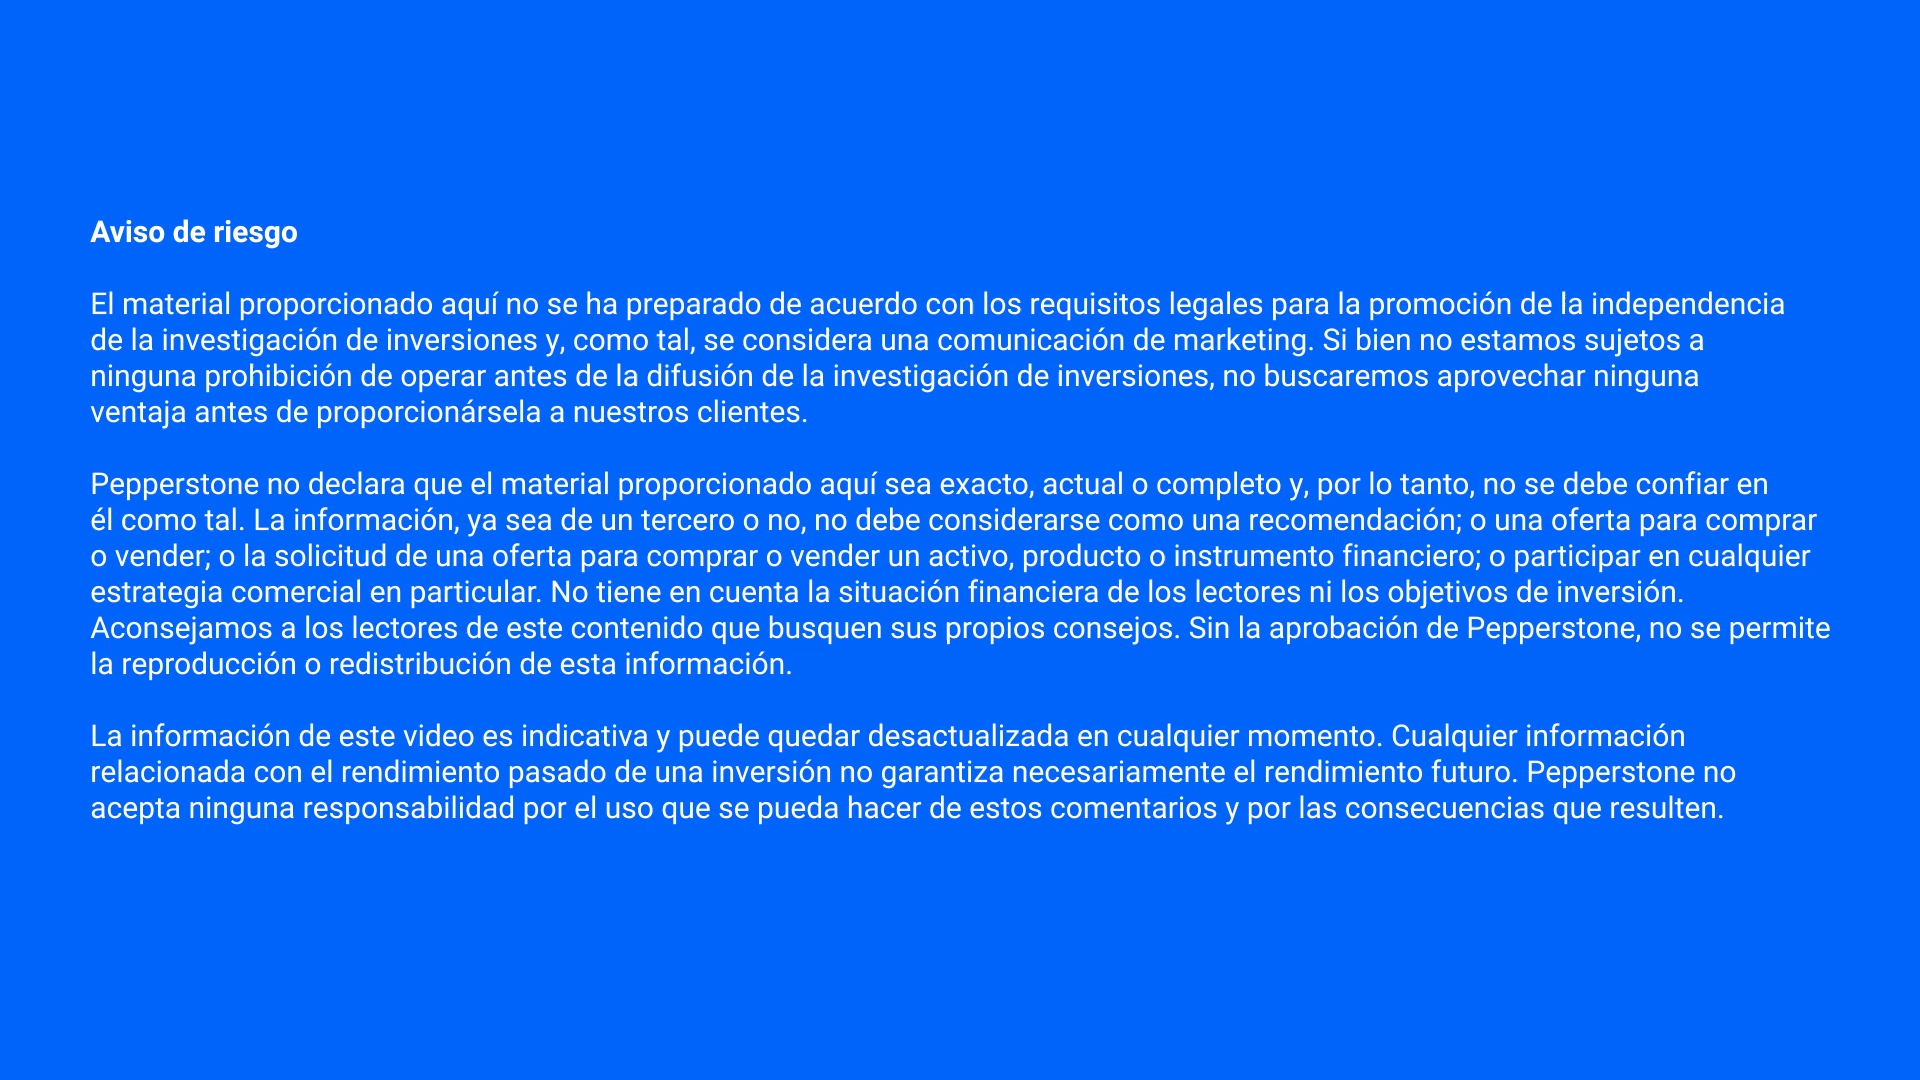 Aviso de riesgo
El material proporcionado aquí no se ha preparado de acuerdo con los requisitos legales para la promoción de la independencia
de la investigación de inversiones y, como tal, se considera una comunicación de marketing. Si bien no estamos sujetos a
ninguna prohibición de operar antes de la difusión de la investigación de inversiones, no buscaremos aprovechar ninguna
ventaja antes de proporcionársela a nuestros clientes.
Pepperstone no declara que el material proporcionado aquí sea exacto, actual o completo y, por lo tanto, no se debe confiar en
él como tal. La información, ya sea de un tercero o no, no debe considerarse como una recomendación; o una oferta para comprar
o vender; o la solicitud de una oferta para comprar o vender un activo, producto o instrumento financiero; o participar en cualquier
estrategia comercial en particular. No tiene en cuenta la situación financiera de los lectores ni los objetivos de inversión.
Aconsejamos a los lectores de este contenido que busquen sus propios consejos. Sin la aprobación de Pepperstone, no se permite
la reproducción o redistribución de esta información.
La información de este video es indicativa y puede quedar desactualizada en cualquier momento. Cualquier información
relacionada con el rendimiento pasado de una inversión no garantiza necesariamente el rendimiento futuro. Pepperstone no
acepta ninguna responsabilidad por el uso que se pueda hacer de estos comentarios y por las consecuencias que resulten.